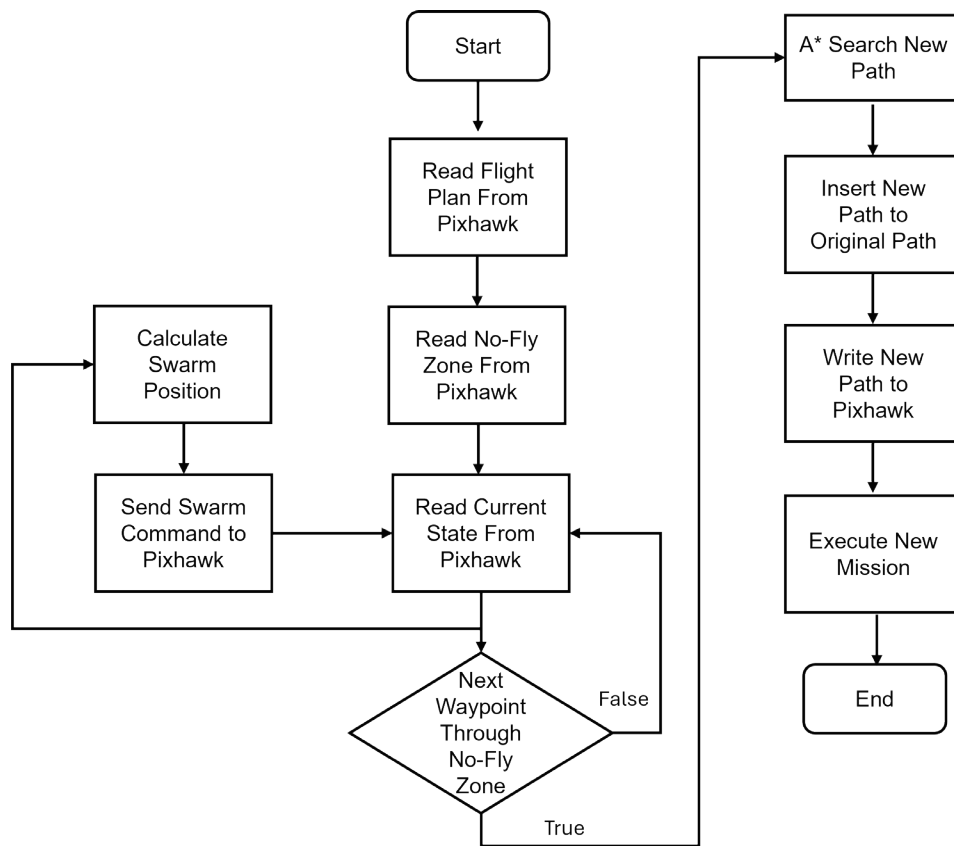 Start
Read Flight
Plan From
Pixhawk
Read No-Fly
Zone From
Pixhawk
Calculate
Swarm
Position
Send Swarm
Command to
Pixhawk
Read Current
State From
Pixhawk
Next
Waypoint
Through
No-Fly
Zone
False
True
A* Search New
Path
Insert New
Path to
Original Path
Write New
Path to
Pixhawk
Execute New
Mission
End